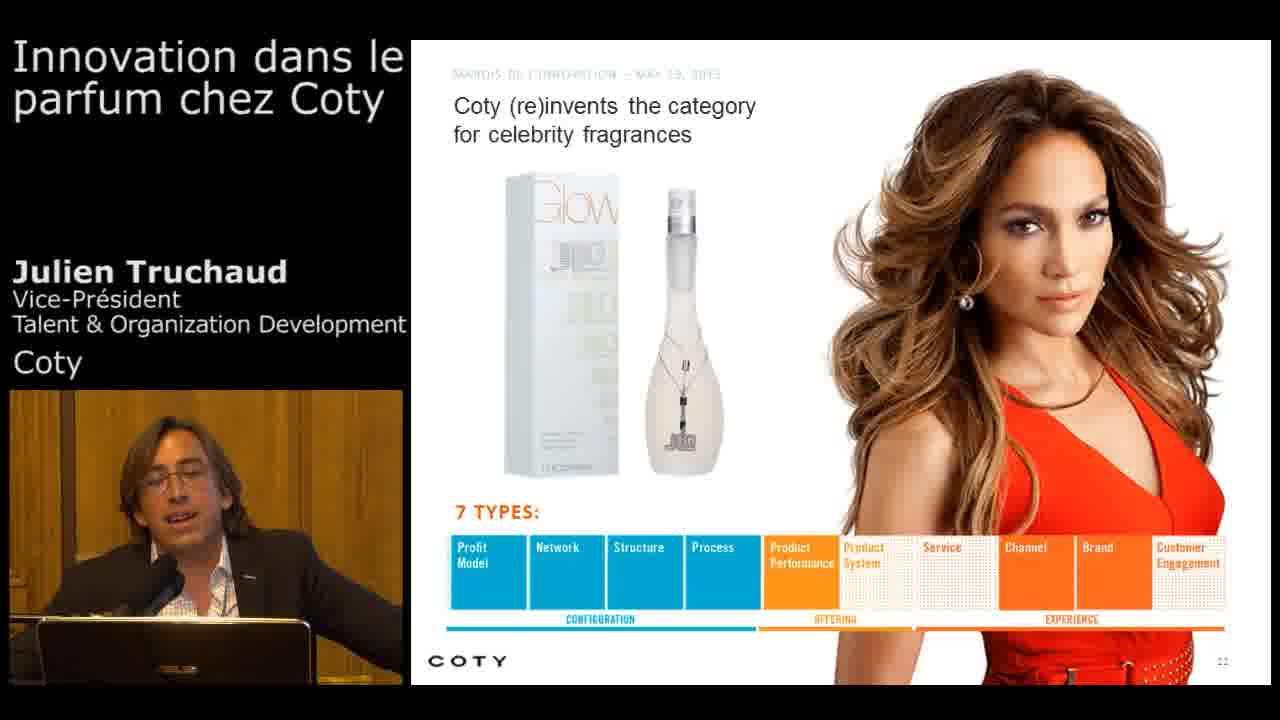 Innovation dans le
parfum chez Coty
Julien Truchaud
Vice-Président
Talent & Organization Development
Coty
MARDIS DE L'INNOVATION – MAY 13, 2013
Coty (re)invents the category
for celebrity fragrances
Glow
7 TYPES:
Profit
Model
Network
Structure
Process
Product
Performance
Product
System
Service
Channel
Brand
Customer
Engagement
CONFIGURATION
OFFERING
EXPERIENCE
COTY